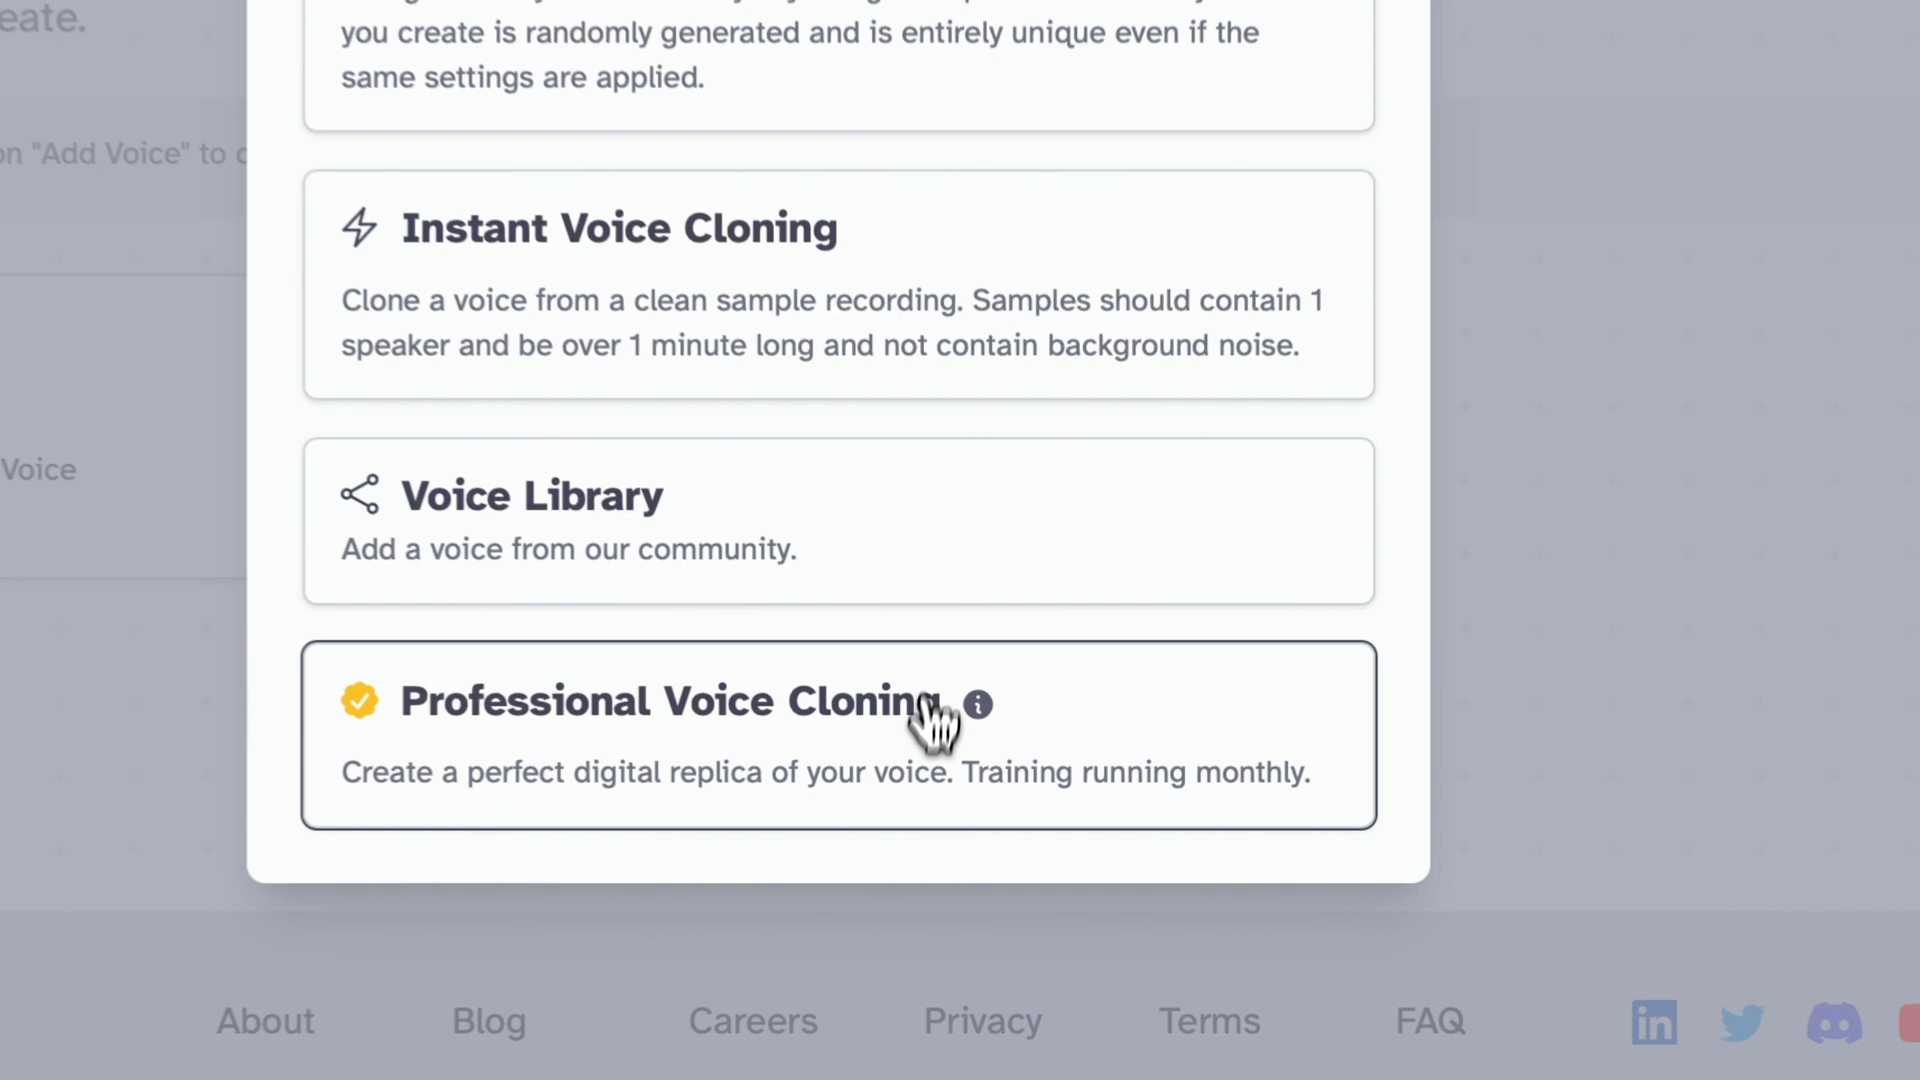 eate.
you create is randomly generated and is entirely unique even if the
same settings are applied.
on "Add Voice" to c
Instant Voice Cloning
Clone a voice from a clean sample recording. Samples should contain 1
speaker and be over 1 minute long and not contain background noise.
Voice
Voice Library
Add a voice from our community.
Professional Voice Cloning
Create a perfect digital replica of your voice. Training running monthly.
About Blog Careers Privacy Terms FAQ
in